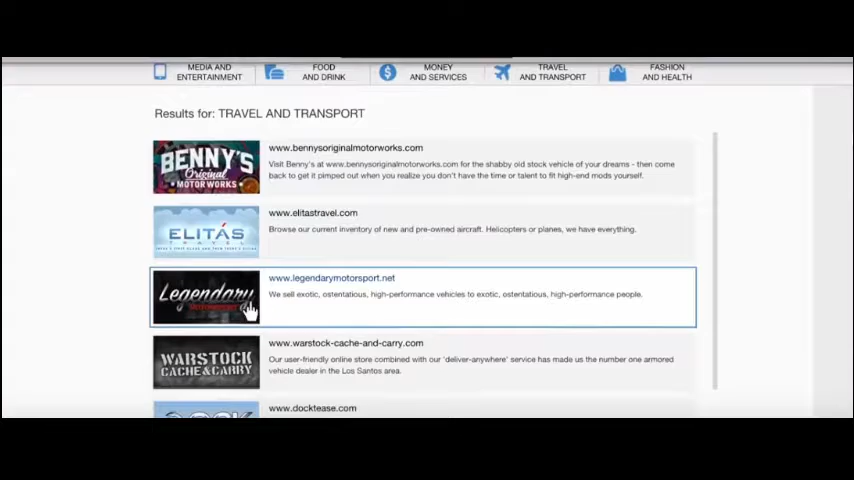 MEDIA AND
ENTERTAINMENT
FOOD
AND DRINK
MONEY
AND SERVICES
TRAVEL
AND TRANSPORT
FASHION
AND HEALTH
Results for: TRAVEL AND TRANSPORT
BENNY'S
Original
MOTOR WORKS
www.bennysoriginalmotorworks.com
Visit Benny's at www.bennysoriginalmotorworks.com for the shabby old stock vehicle of your dreams - then come
back to get pimped out when you realize you don't have the time or talent to fit high-end mods yourself.
ELITÁS
TRAVEL
www.elitastravel.com
Browse our current inventory of new and pre-owned aircraft. Helicopters or planes, we have everything.
Legendary
www.legendarymotorsport.net
We sell exotic, ostentatious, high-performance vehicles to exotic, ostentatious, high-performance people.
WARSTOCK
CACHE&CARRY
www.warstock-cache-and-carry.com
Our user-friendly online store combined with our 'deliver-anywhere' service has made us the number one armored
vehicle dealer in the Los Santos area.
www.docktease.com